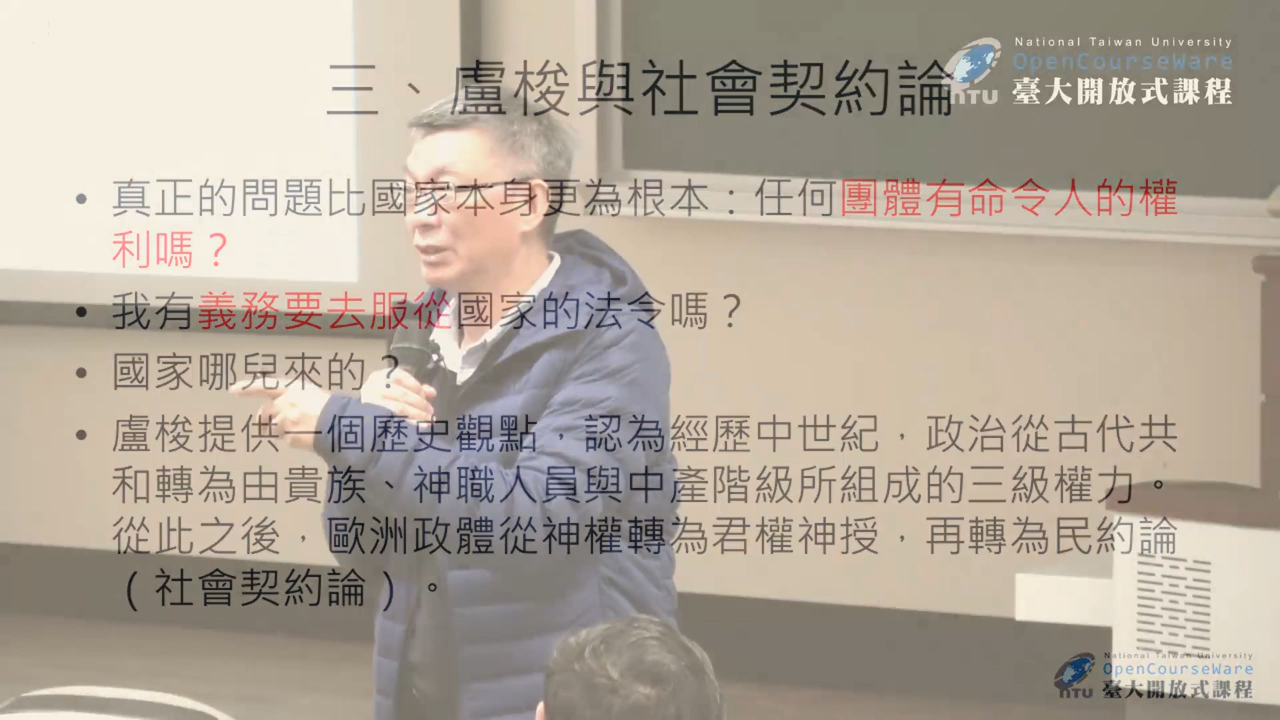 National Taiwan University
OpenCourseWare
NTU 臺大開放式課程
三、盧梭與社會契約論
• 真正的問題比國家本身更為根本：任何團體有命令人的權
利嗎？
• 我有義務要去服從國家的法令嗎？
• 國家哪兒來的？
• 盧梭提供一個歷史觀點，認為經歷中世紀，政治從古代共
和轉為由貴族、神職人員與中產階級所組成的三級權力。
從此之後，歐洲政體從神權轉為君權神授，再轉為民約論
（社會契約論）。
National Taiwan University
OpenCourseWare
NTU 臺大開放式課程